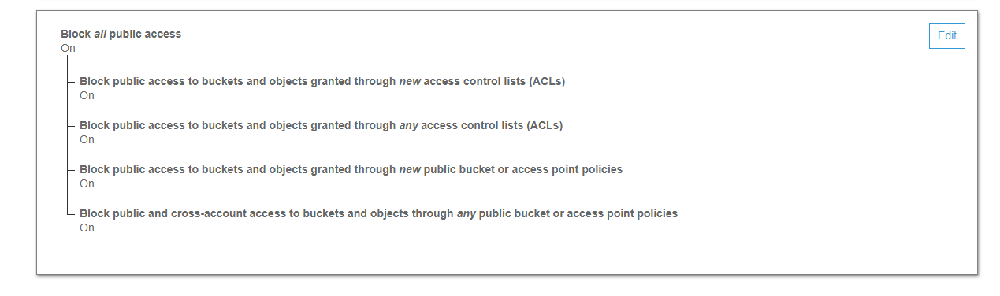 Block all public access
Edit
On
Block public access to buckets and objects granted through new access control lists (ACLs)
On
Block public access to buckets and objects granted through any access control lists (ACLs)
On
Block public access to buckets and objects granted through new public bucket or access point policies
On
Block public and cross-account access to buckets and objects through any public bucket or access point policies
On